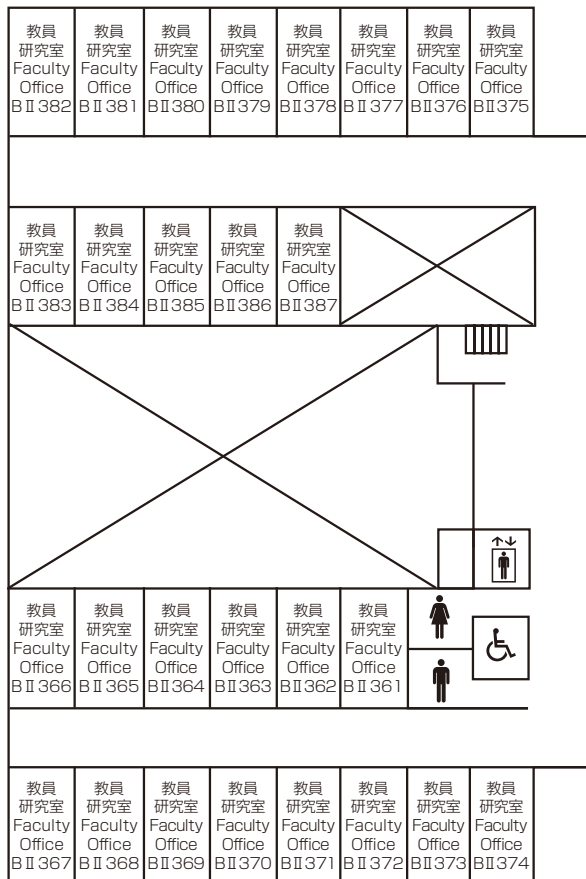 教員
研究室
Faculty
Office
BⅡ382
教員
研究室
Faculty
Office
BⅡ381
教員
研究室
Faculty
Office
BⅡ380
教員
研究室
Faculty
Office
BⅡ379
教員
研究室
Faculty
Office
BⅡ378
教員
研究室
Faculty
Office
BⅡ377
教員
研究室
Faculty
Office
BⅡ376
教員
研究室
Faculty
Office
BⅡ375
教員
研究室
Faculty
Office
BⅡ383
教員
研究室
Faculty
Office
BⅡ384
教員
研究室
Faculty
Office
BⅡ385
教員
研究室
Faculty
Office
BⅡ386
教員
研究室
Faculty
Office
BⅡ387
教員
研究室
Faculty
Office
BⅡ366
教員
研究室
Faculty
Office
BⅡ365
教員
研究室
Faculty
Office
BⅡ364
教員
研究室
Faculty
Office
BⅡ363
教員
研究室
Faculty
Office
BⅡ362
教員
研究室
Faculty
Office
BⅡ361
教員
研究室
Faculty
Office
BⅡ367
教員
研究室
Faculty
Office
BⅡ368
教員
研究室
Faculty
Office
BⅡ369
教員
研究室
Faculty
Office
BⅡ370
教員
研究室
Faculty
Office
BⅡ371
教員
研究室
Faculty
Office
BⅡ372
教員
研究室
Faculty
Office
BⅡ373
教員
研究室
Faculty
Office
BⅡ374